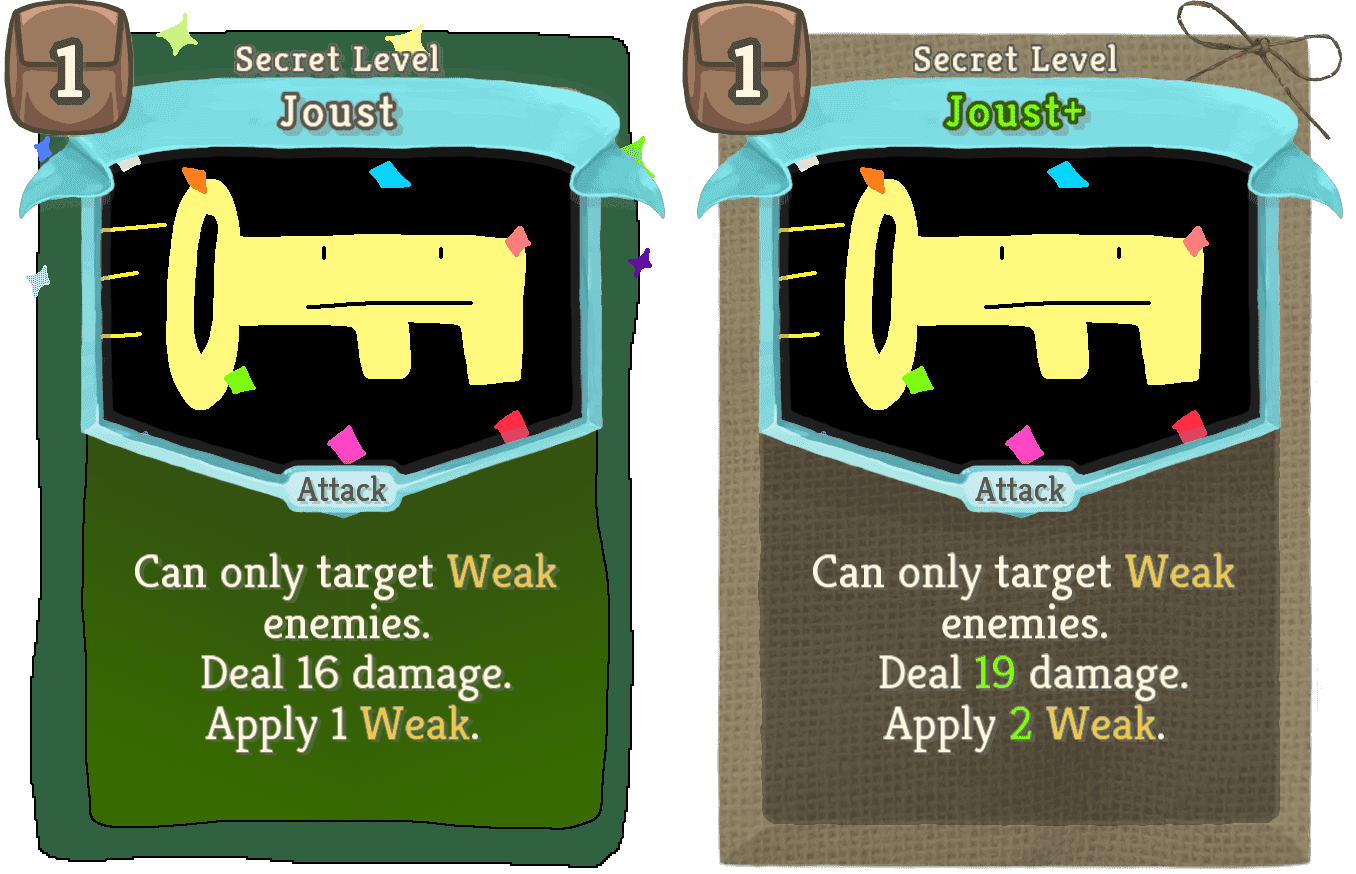 1
Secret Level
Joust
Attack
Can only target Weak
enemies.
Deal 16 damage.
Apply 1 Weak.
1
Secret Level
Joust+
Attack
Can only target Weak
enemies.
Deal 19 damage.
Apply 2 Weak.